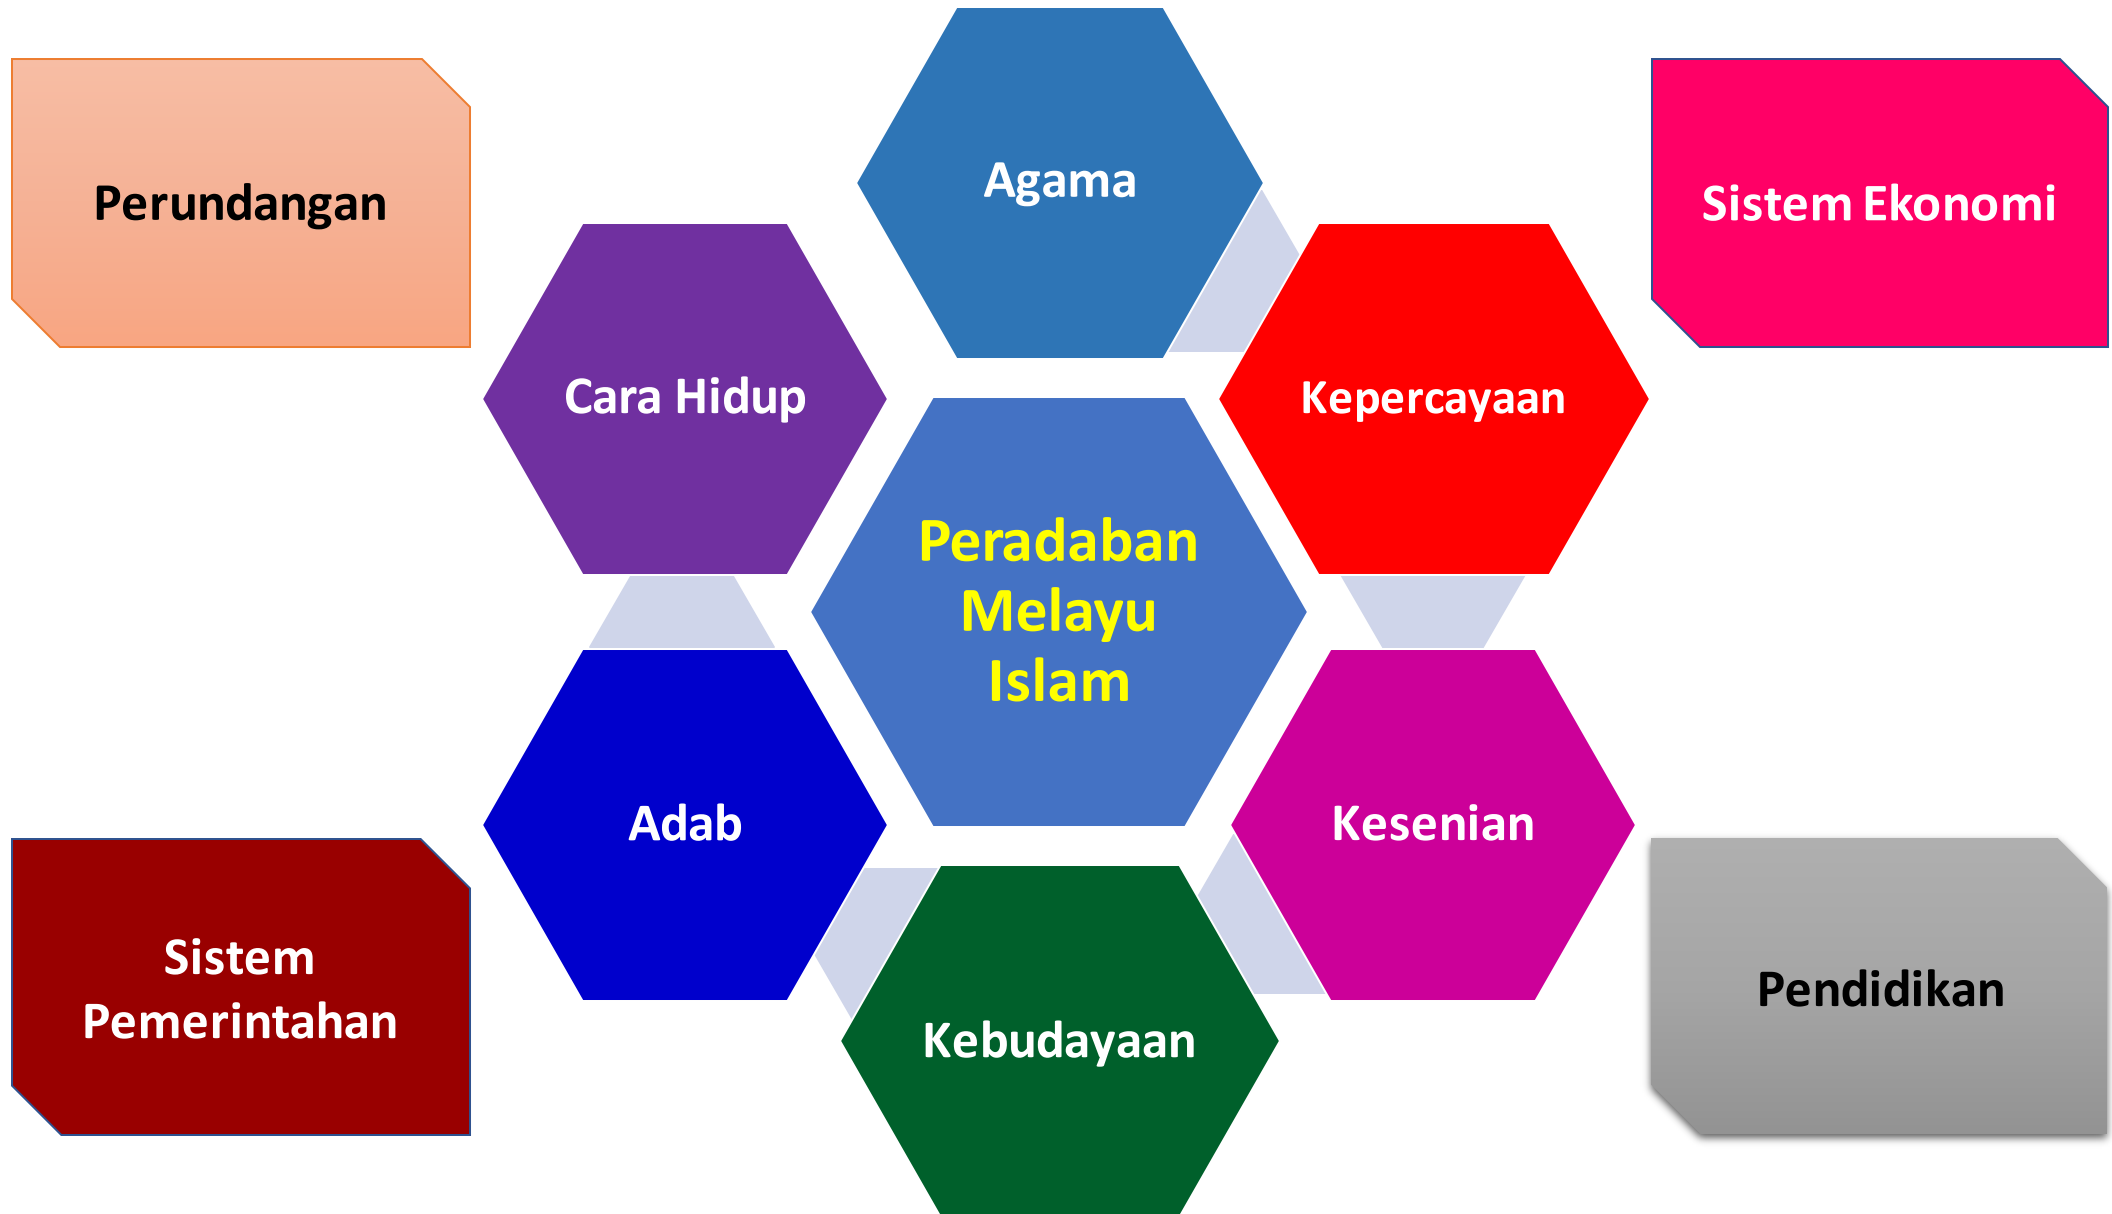 Agama
Perundangan
Sistem Ekonomi
Cara Hidup
Kepercayaan
Peradaban
Melayu
Islam
Adab
Kesenian
Sistem
Pemerintahan
Pendidikan
Kebudayaan